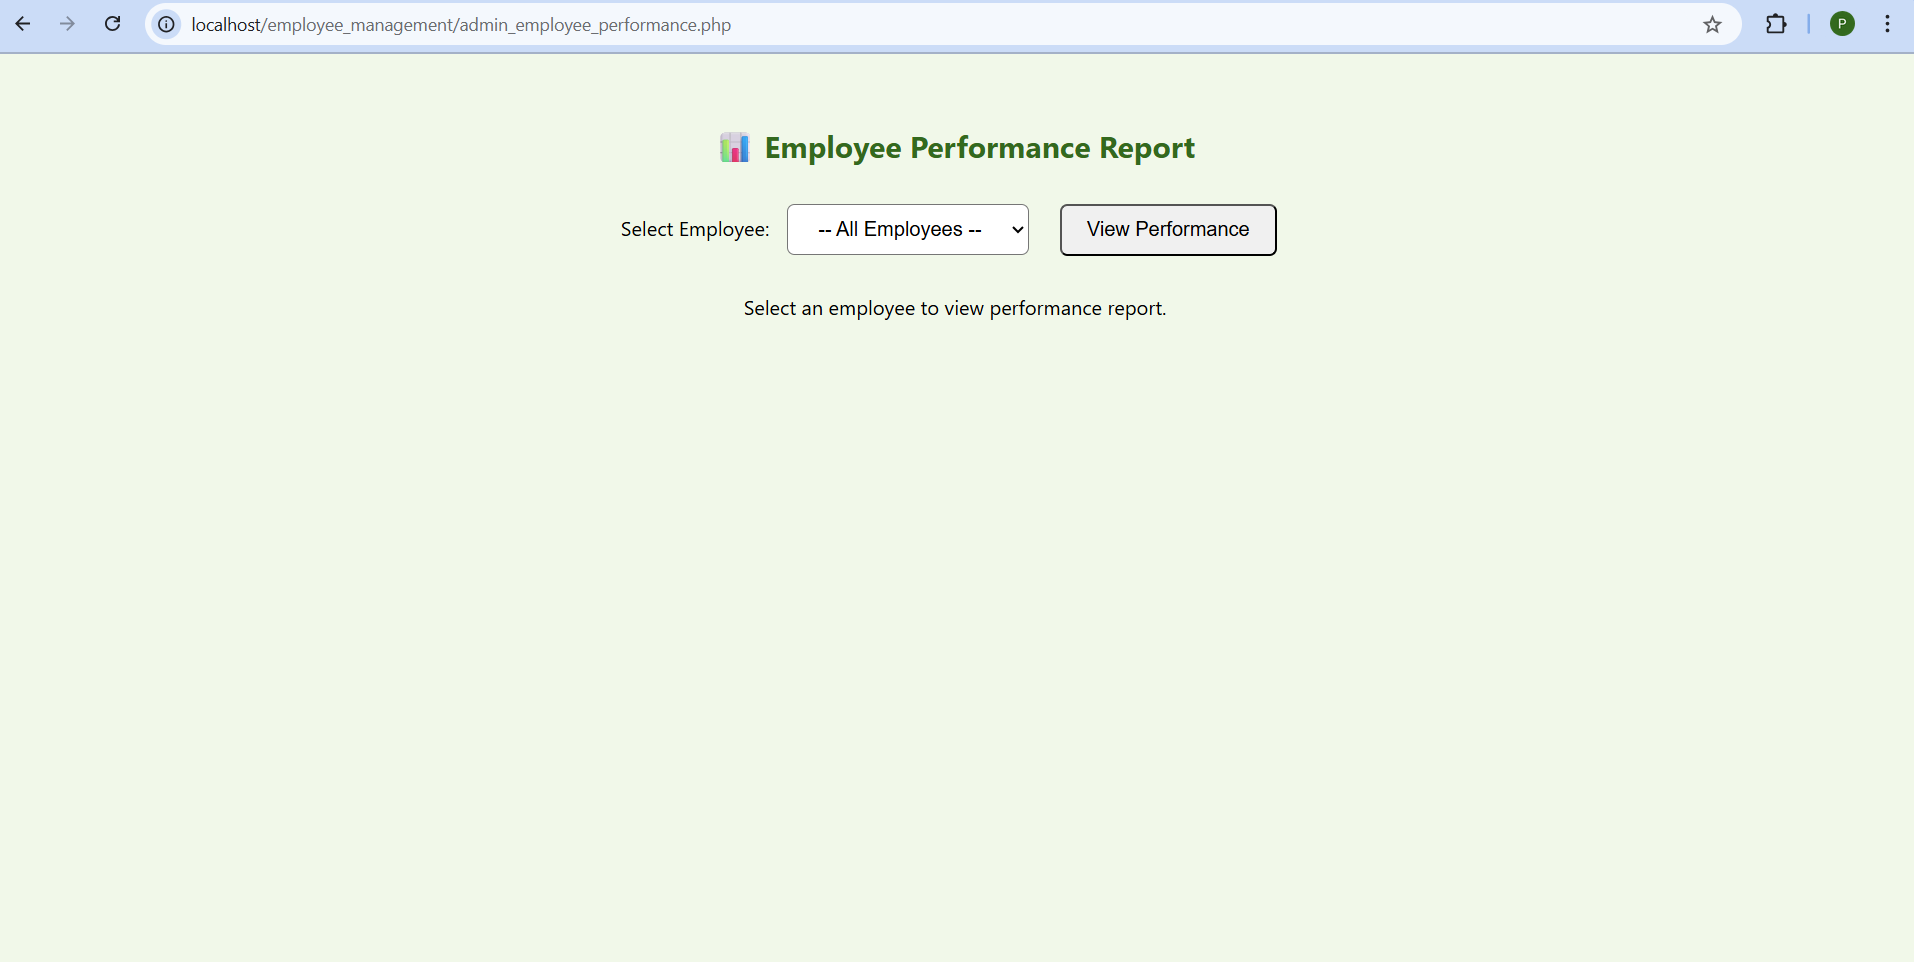 localhost/employee_management/admin_employee_performance.php
P
Employee Performance Report
Select Employee: -- All Employees -- View Performance
Select an employee to view performance report.